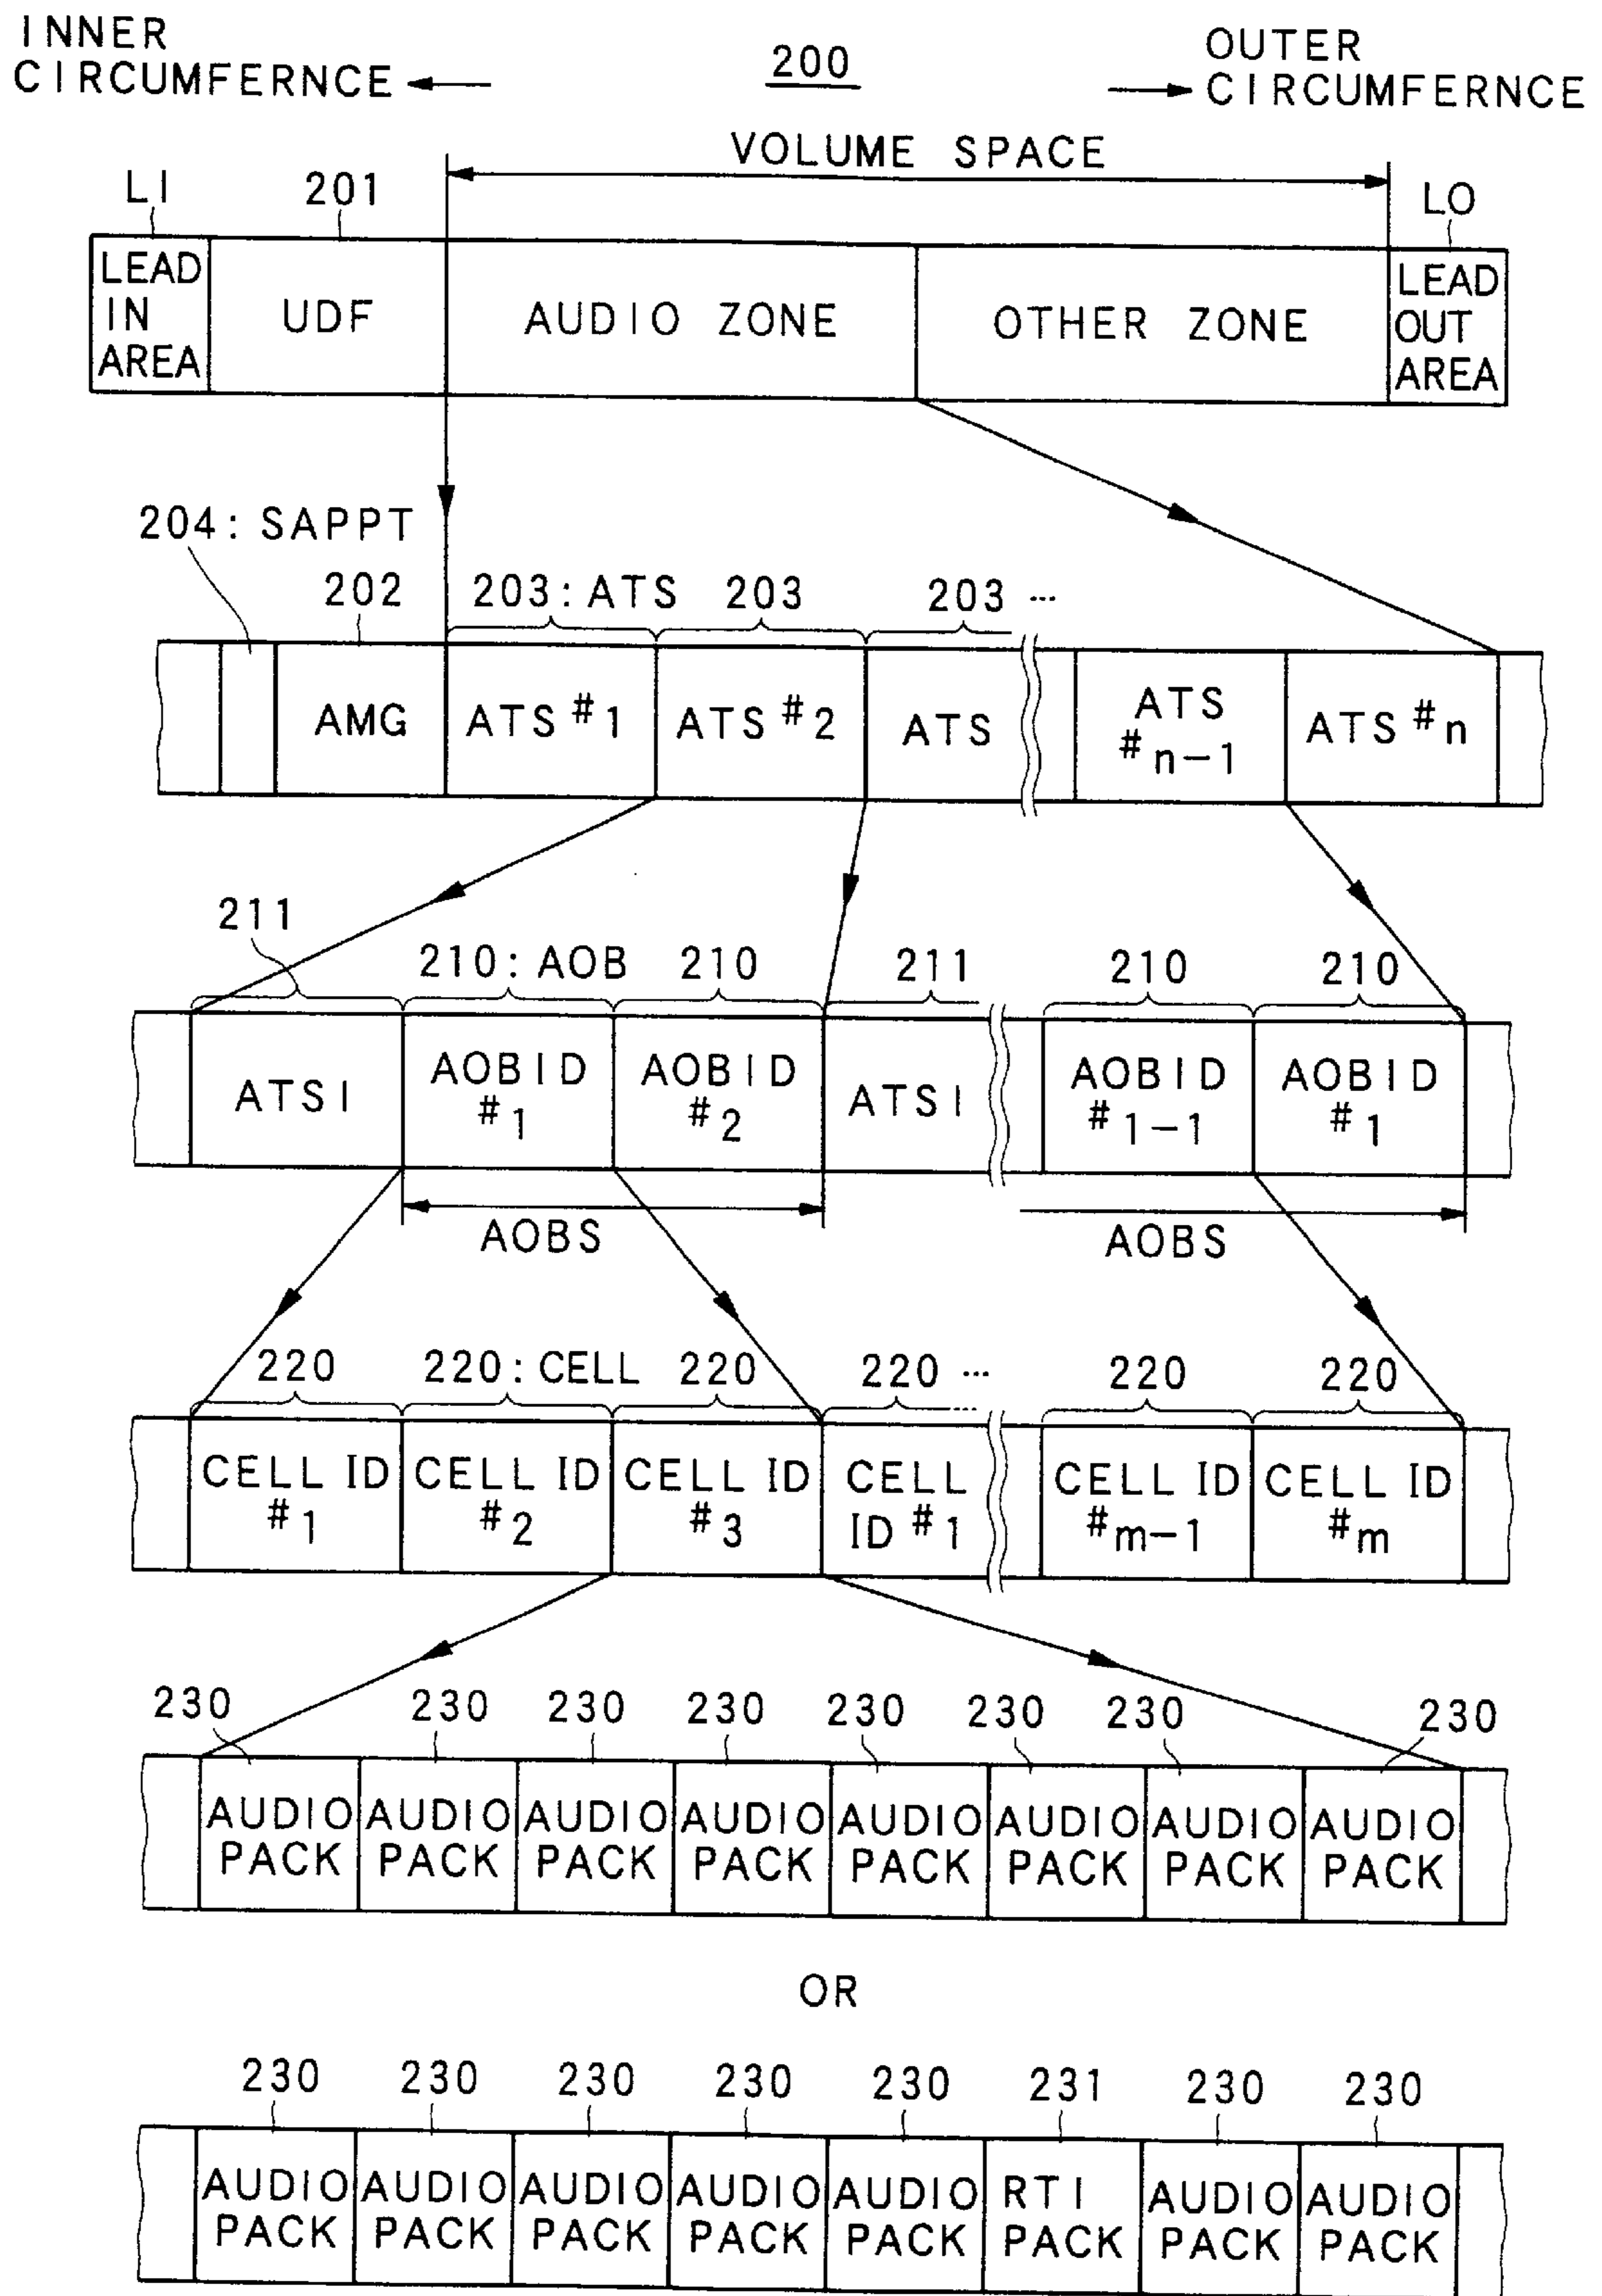 INNER
CIRCUMFERNCE
200
OUTER
CIRCUMFERNCE
VOLUME SPACE
LI
201
LO
LEAD
IN
AREA
UDF
AUDIO ZONE
OTHER ZONE
LEAD
OUT
AREA
204: SAPPT
202
203: ATS
203
203 ...
AMG
ATS #1
ATS #2
ATS
ATS
#n-1
ATS #n
211
210: AOB
210
211
210
210
ATSI
AOBID
#1
AOBID
#2
ATSI
AOBID
#1-1
AOBID
#1
AOBS
AOBS
220
220: CELL
220
220 ...
220
220
CELL ID
#1
CELL ID
#2
CELL ID
#3
CELL
ID #1
CELL ID
#m-1
CELL ID
#m
230
230
230
230
230
230
230
230
AUDIO
PACK
AUDIO
PACK
AUDIO
PACK
AUDIO
PACK
AUDIO
PACK
AUDIO
PACK
AUDIO
PACK
AUDIO
PACK
OR
230
230
230
230
230
231
230
230
AUDIO
PACK
AUDIO
PACK
AUDIO
PACK
AUDIO
PACK
AUDIO
PACK
RTI
PACK
AUDIO
PACK
AUDIO
PACK